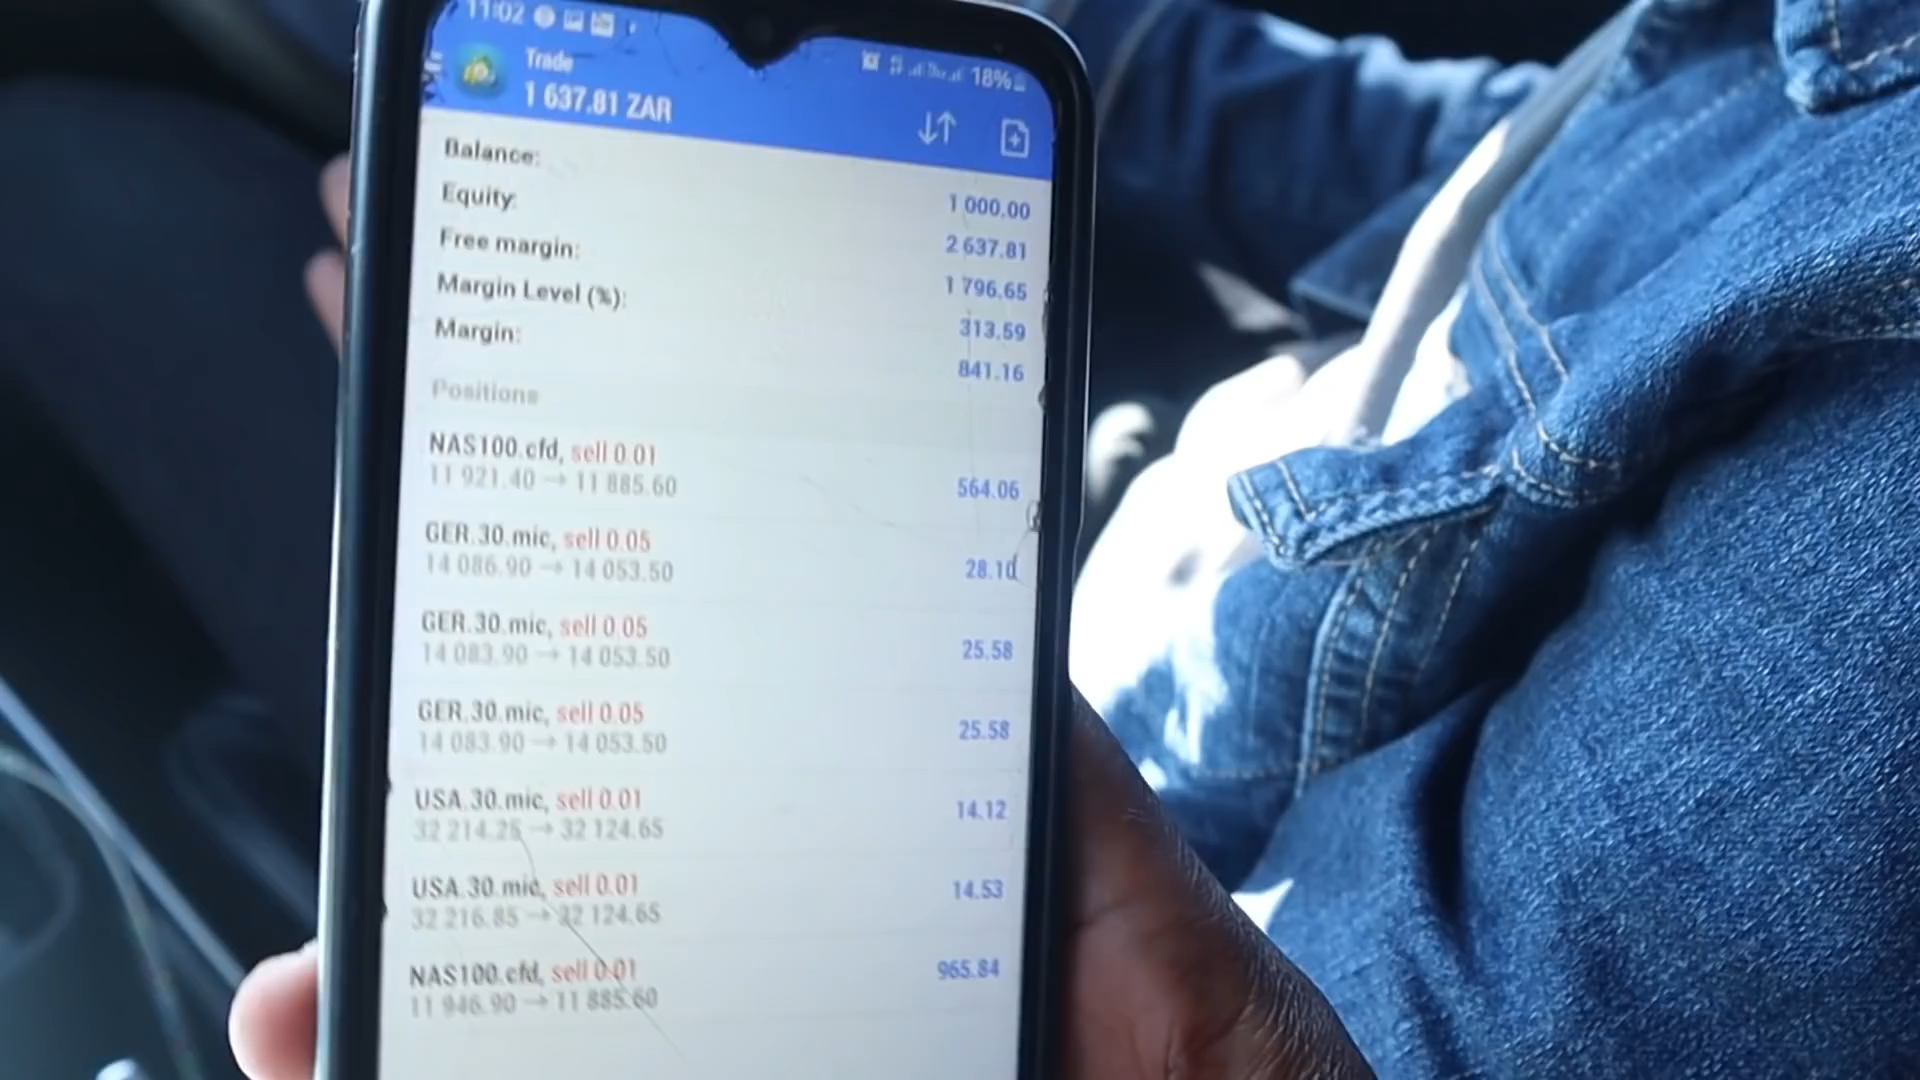 11:02
18%
Trade
1 637.81 ZAR
Balance:
1 000.00
Equity:
2 637.81
Free margin:
1 796.65
Margin Level (%):
313.59
Margin:
841.16
Positions
NAS100.cfd, sell 0.01
11 921.40 → 11 885.60
564.06
GER.30.mic, sell 0.05
14 086.90 → 14 053.50
28.10
GER.30.mic, sell 0.05
14 083.90 → 14 053.50
25.58
GER.30.mic, sell 0.05
14 083.90 → 14 053.50
25.58
USA.30.mic, sell 0.01
32 214.25 → 32 124.65
14.12
USA.30.mic, sell 0.01
32 216.85 → 32 124.65
14.53
NAS100.cfd, sell 0.01
11 946.90 → 11 885.60
965.84